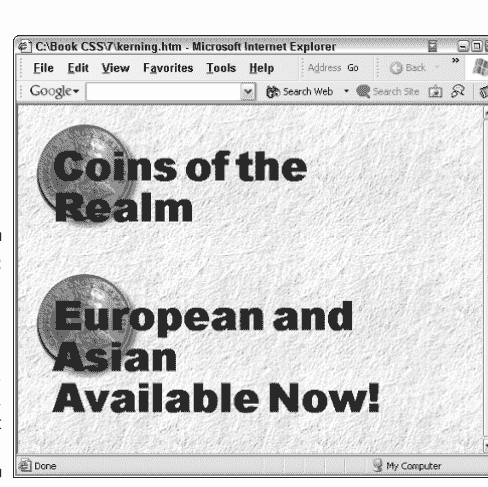 C:\Book CSS\7\kerning.htm - Microsoft Internet Explorer
File Edit View Favorites Tools Help Address Go Back »
Google Search Web Search Site
Coins of the
Realm
European and
Asian
Available Now!
Done My Computer